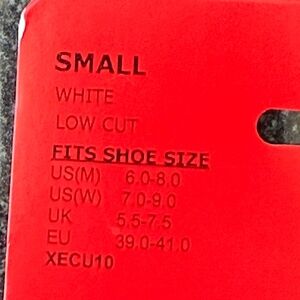 SMALL
WHITE
LOW CUT
FITS SHOE SIZE
US(M) 6.0-8.0
US(W) 7.0-9.0
UK 5.5-7.5
EU 39.0-41.0
XECU10